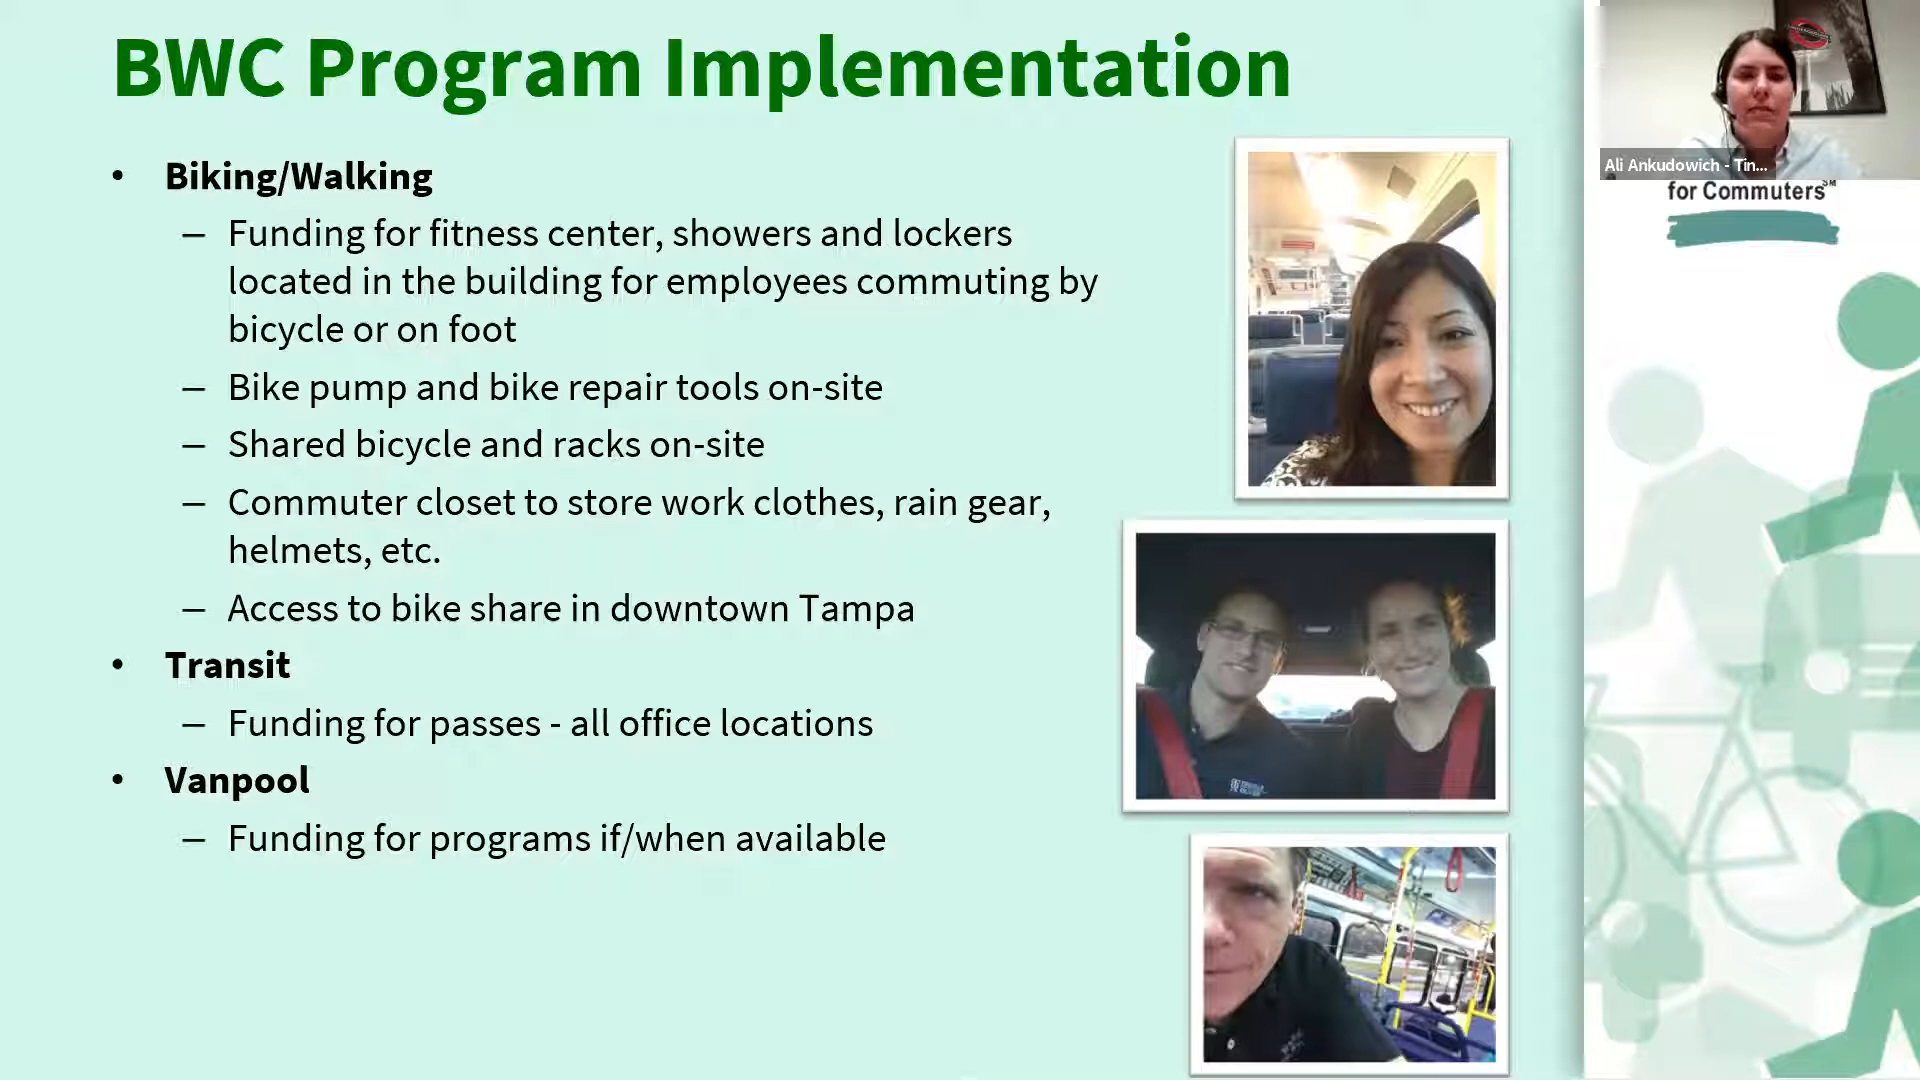 BWC Program Implementation
• Biking/Walking
– Funding for fitness center, showers and lockers
located in the building for employees commuting by
bicycle or on foot
– Bike pump and bike repair tools on-site
– Shared bicycle and racks on-site
– Commuter closet to store work clothes, rain gear,
helmets, etc.
– Access to bike share in downtown Tampa
• Transit
– Funding for passes - all office locations
• Vanpool
– Funding for programs if/when available
Ali Ankudowich - Tin...
for Commuters℠